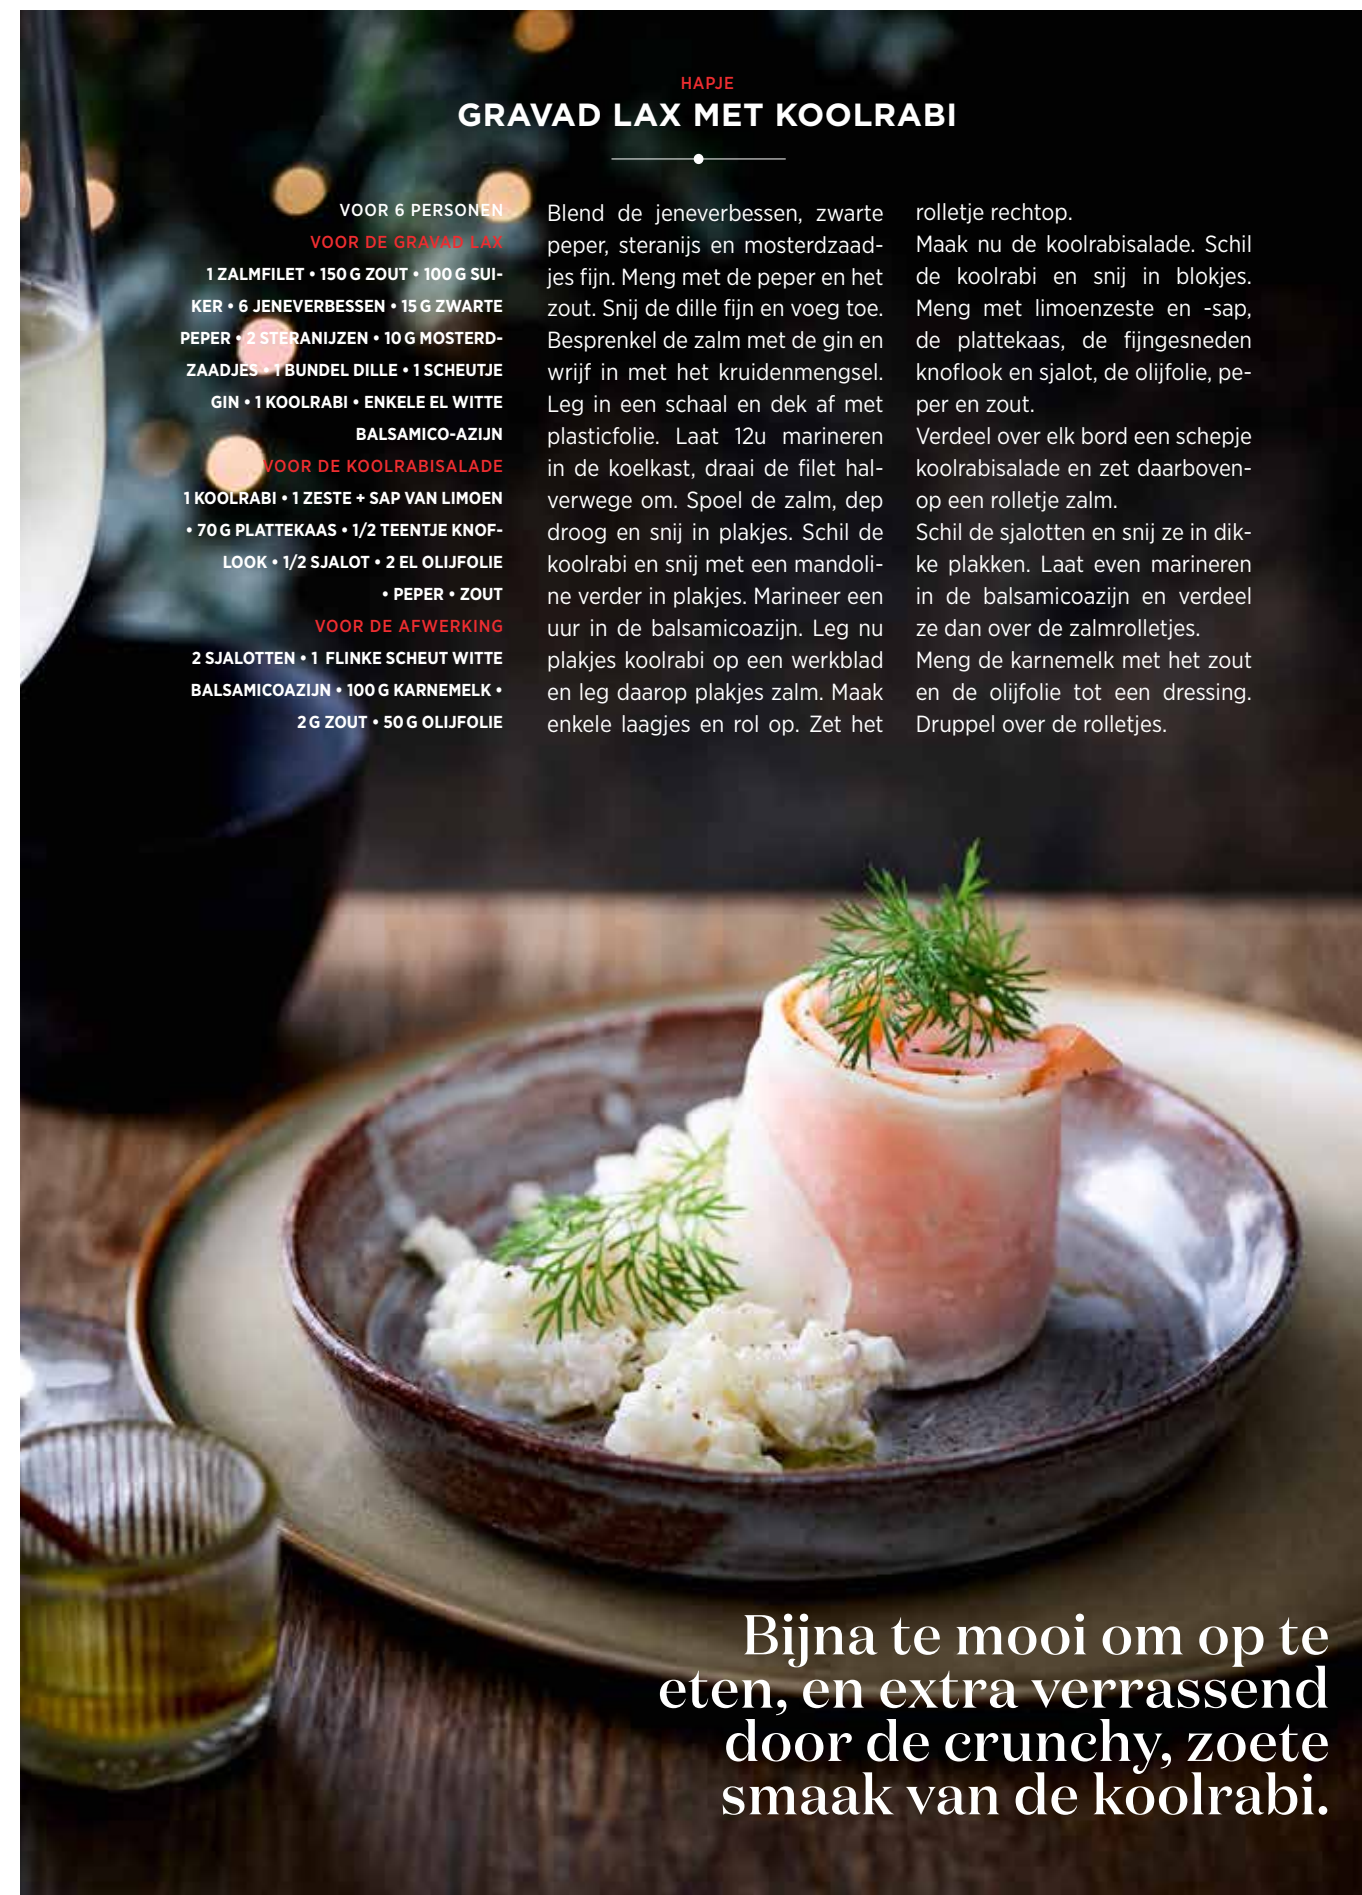 HAPJE
GRAVAD LAX MET KOOLRABI
VOOR 6 PERSONEN
VOOR DE GRAVAD LAX
1 ZALMFILET • 150 G ZOUT • 100 G SUI-
KER • 6 JENEVERBESSEN • 15 G ZWARTE
PEPER • 2 STERANIJZEN • 10 G MOSTERD-
ZAADJES • 1 BUNDEL DILLE • 1 SCHEUTJE
GIN • 1 KOOLRABI • ENKELE EL WITTE
BALSAMICO-AZIJN
VOOR DE KOOLRABISALADE
1 KOOLRABI • 1 ZESTE + SAP VAN LIMOEN
• 70 G PLATTEKAAS • 1/2 TEENTJE KNOF-
LOOK • 1/2 SJALOT • 2 EL OLIJFOLIE
• PEPER • ZOUT
VOOR DE AFWERKING
2 SJALOTTEN • 1 FLINKE SCHEUT WITTE
BALSAMICOAZIJN • 100 G KARNEMELK •
2 G ZOUT • 50 G OLIJFOLIE
Blend de jeneverbessen, zwarte
peper, steranijs en mosterdzaad-
jes fijn. Meng met de peper en het
zout. Snij de dille fijn en voeg toe.
Besprenkel de zalm met de gin en
wrijf in met het kruidenmengsel.
Leg in een schaal en dek af met
plasticfolie. Laat 12u marineren
in de koelkast, draai de filet hal-
verwege om. Spoel de zalm, dep
droog en snij in plakjes. Schil de
koolrabi en snij met een mandoli-
ne verder in plakjes. Marineer een
uur in de balsamicoazijn. Leg nu
plakjes koolrabi op een werkblad
en leg daarop plakjes zalm. Maak
enkele laagjes en rol op. Zet het
rolletje rechtop.
Maak nu de koolrabisalade. Schil
de koolrabi en snij in blokjes.
Meng met limoenzeste en -sap,
de plattekaas, de fijngesneden
knoflook en sjalot, de olijfolie, pe-
per en zout.
Verdeel over elk bord een schepje
koolrabisalade en zet daarboven-
op een rolletje zalm.
Schil de sjalotten en snij ze in dik-
ke plakken. Laat even marineren
in de balsamicoazijn en verdeel
ze dan over de zalmrolletjes.
Meng de karnemelk met het zout
en de olijfolie tot een dressing.
Druppel over de rolletjes.
Bijna te mooi om op te
eten, en extra verrassend
door de crunchy, zoete
smaak van de koolrabi.